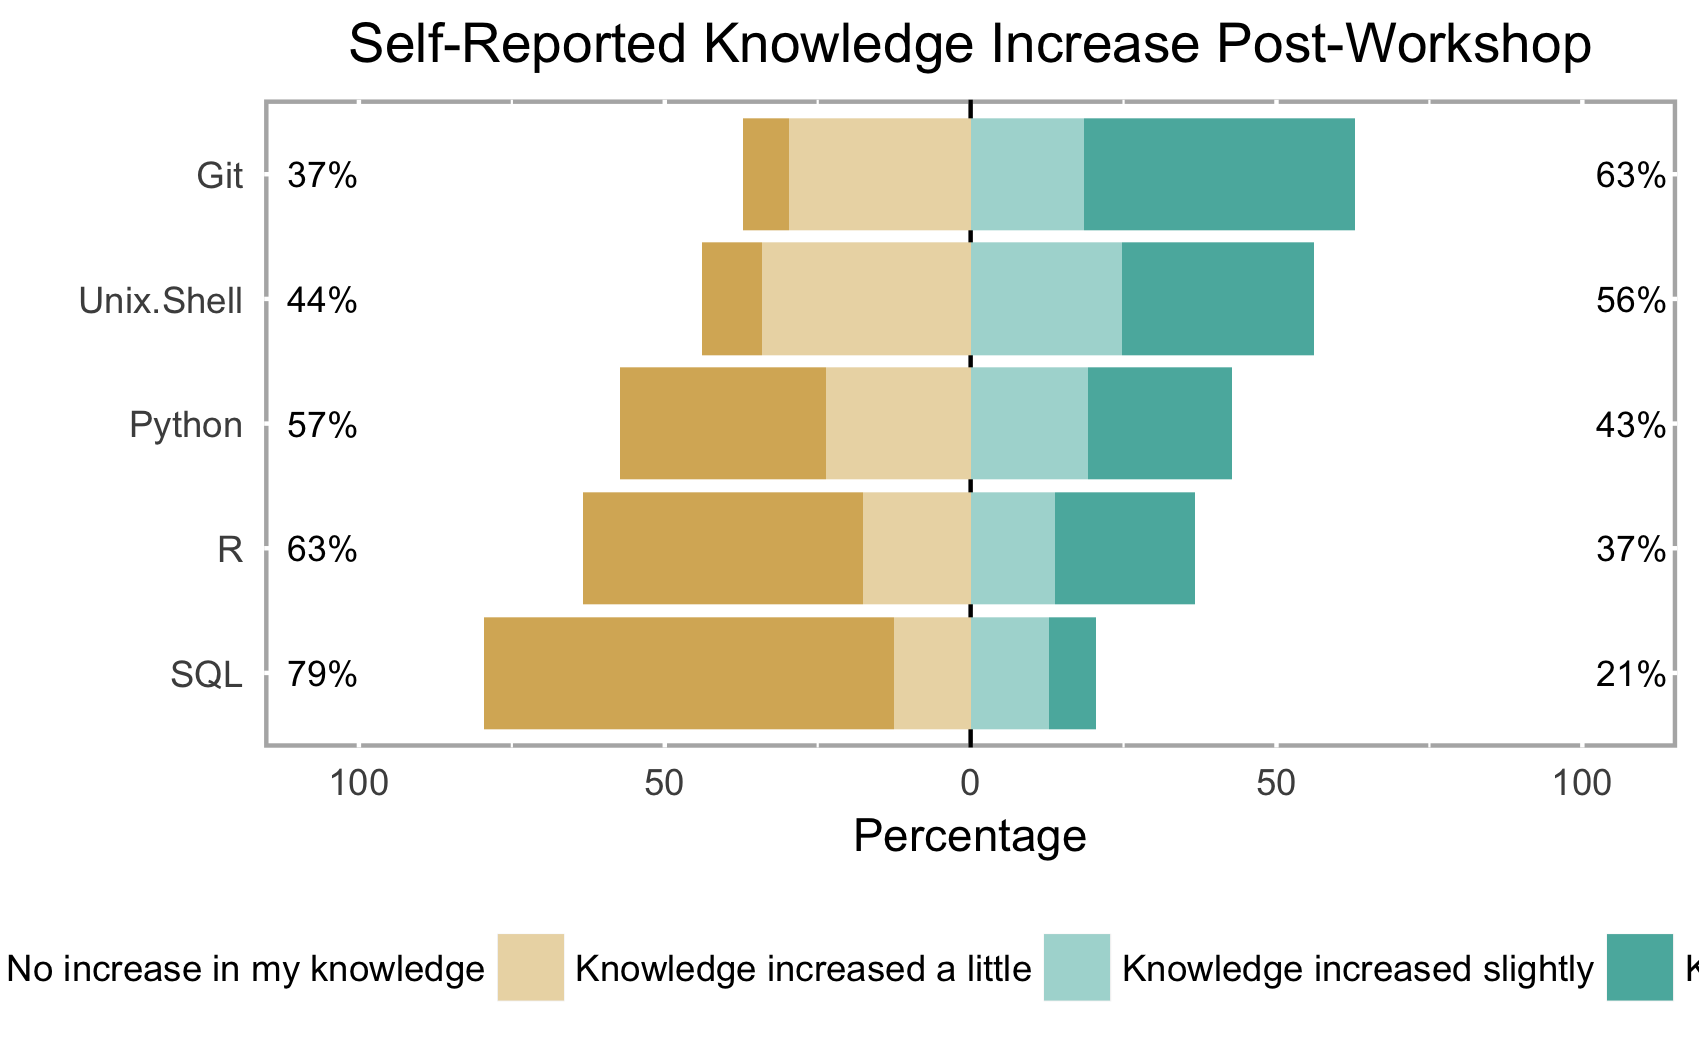 Self-Reported Knowledge Increase Post-Workshop
Git 37% 63%
Unix.Shell 44% 56%
Python 57% 43%
R 63% 37%
SQL 79% 21%
100 50 0 50 100
Percentage
No increase in my knowledge Knowledge increased a little Knowledge increased slightly